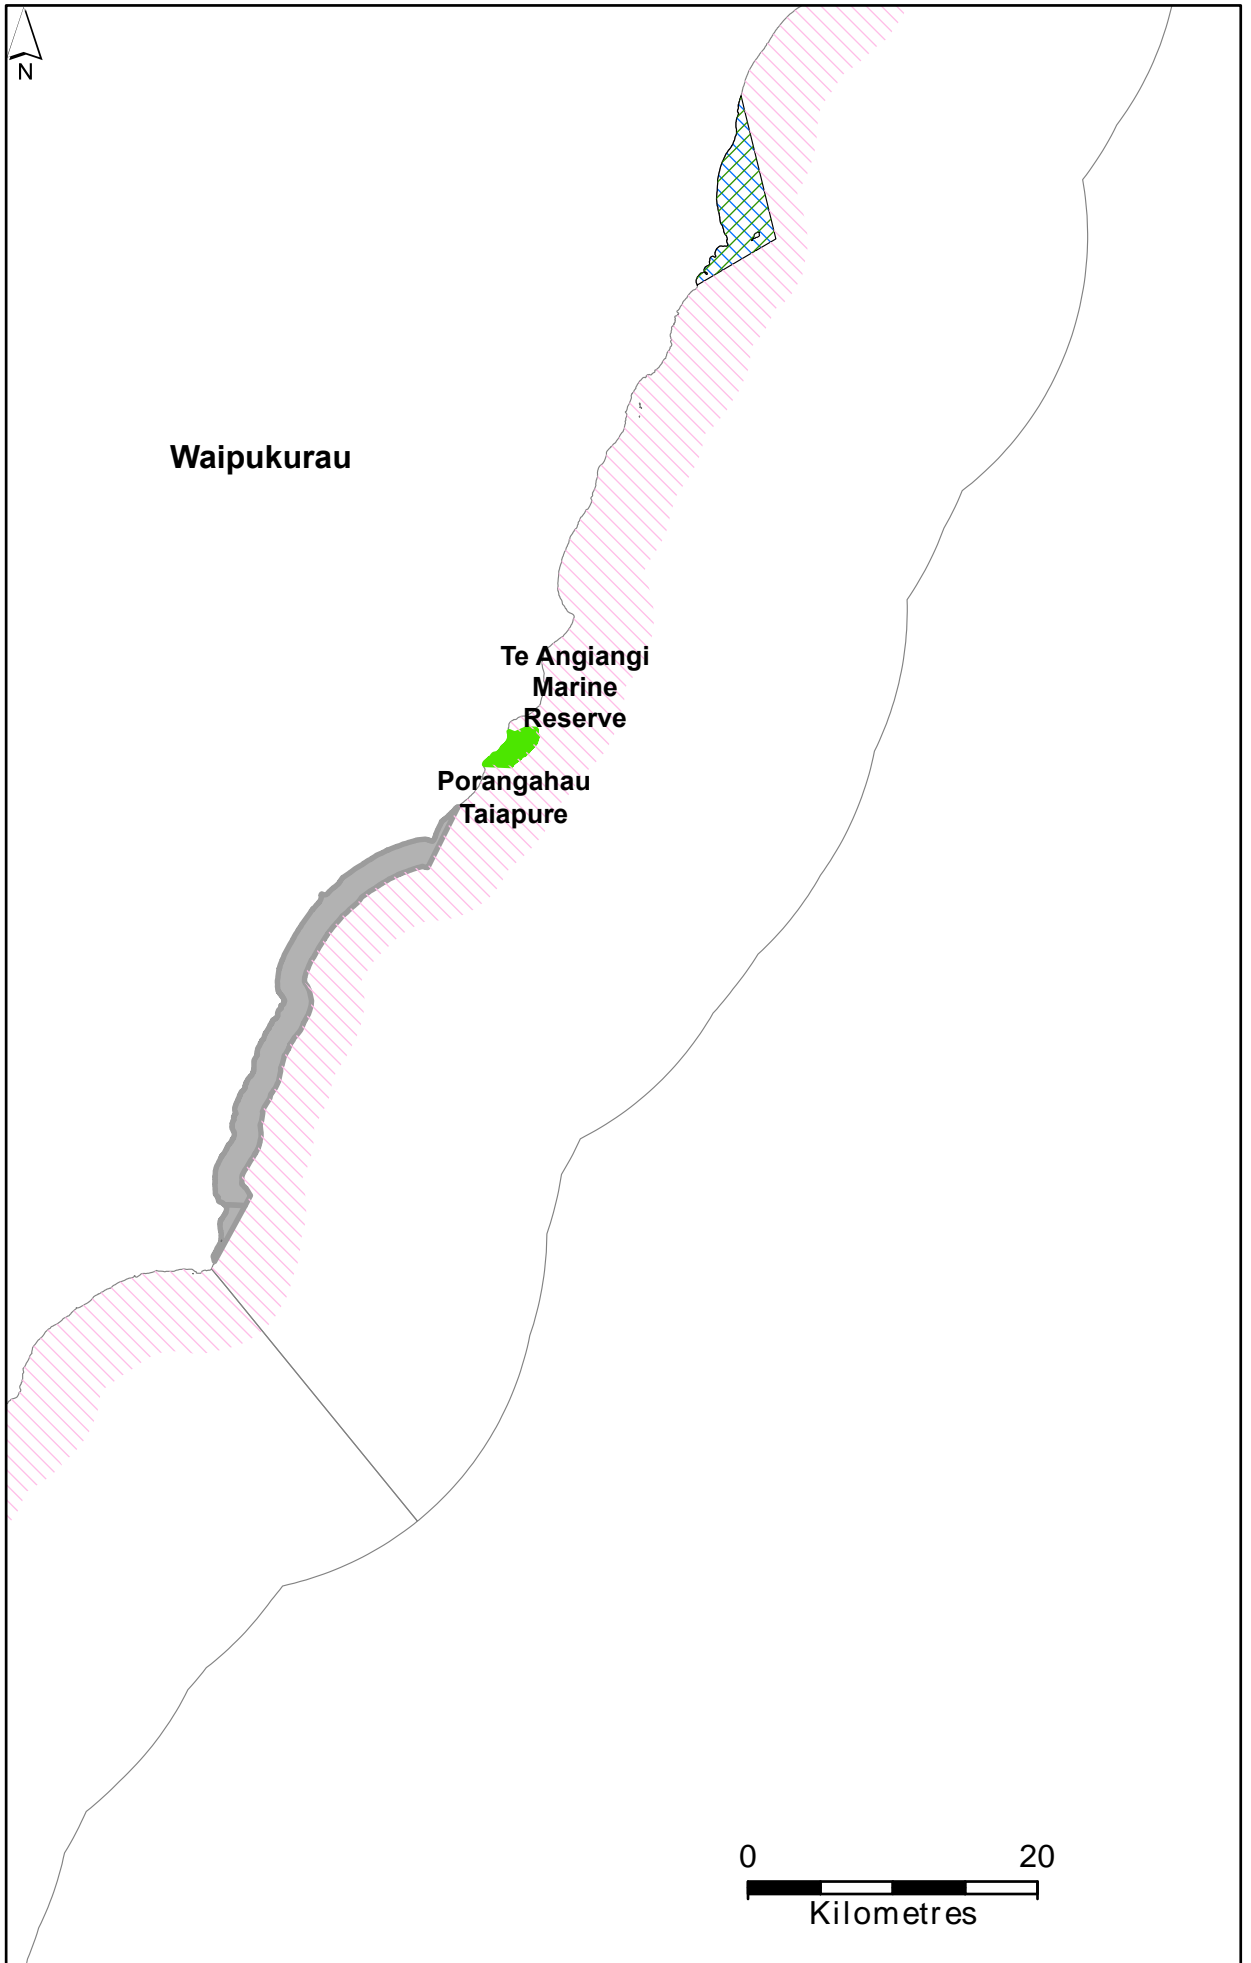 N
Waipukurau
Te Angiangi
Marine
Reserve
Porangahau
Taiapure
0 20
Kilometres